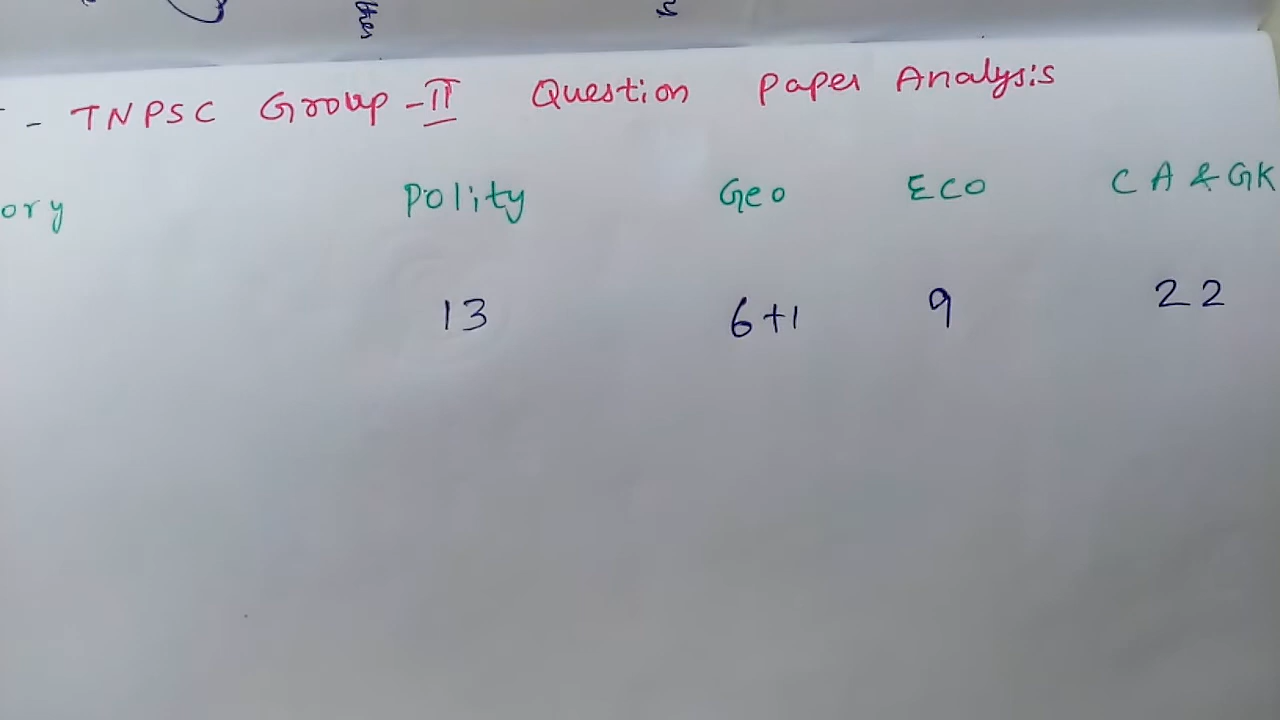 - TNPSC Group - II Question Paper Analysis
ory Polity Geo ECO CA & GK
13 6+1 9 22